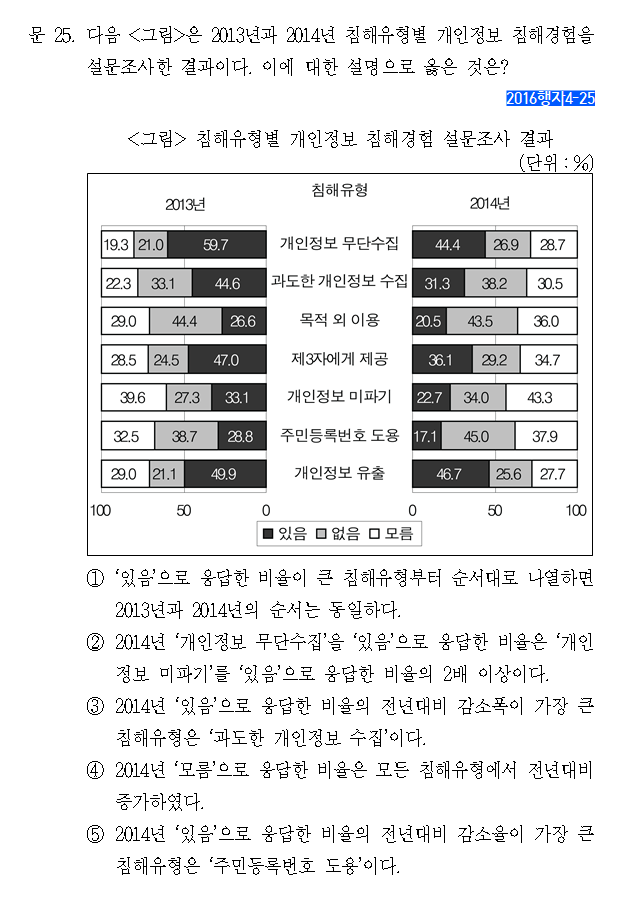 문 25. 다음 <그림>은 2013년과 2014년 침해유형별 개인정보 침해경험을
설문조사한 결과이다. 이에 대한 설명으로 옳은 것은?
2016행자4-25
<그림> 침해유형별 개인정보 침해경험 설문조사 결과
(단위 : %)
침해유형
2013년 2014년
19.3 21.0 59.7 개인정보 무단수집 44.4 26.9 28.7
22.3 33.1 44.6 과도한 개인정보 수집 31.3 38.2 30.5
29.0 44.4 26.6 목적 외 이용 20.5 43.5 36.0
28.5 24.5 47.0 제3자에게 제공 36.1 29.2 34.7
39.6 27.3 33.1 개인정보 미파기 22.7 34.0 43.3
32.5 38.7 28.8 주민등록번호 도용 17.1 45.0 37.9
29.0 21.1 49.9 개인정보 유출 46.7 25.6 27.7
100 50 0 0 50 100
있음 없음 모름
① ‘있음’으로 응답한 비율이 큰 침해유형부터 순서대로 나열하면
2013년과 2014년의 순서는 동일하다.
② 2014년 ‘개인정보 무단수집’을 ‘있음’으로 응답한 비율은 ‘개인
정보 미파기’를 ‘있음’으로 응답한 비율의 2배 이상이다.
③ 2014년 ‘있음’으로 응답한 비율의 전년대비 감소폭이 가장 큰
침해유형은 ‘과도한 개인정보 수집’이다.
④ 2014년 ‘모름’으로 응답한 비율은 모든 침해유형에서 전년대비
증가하였다.
⑤ 2014년 ‘있음’으로 응답한 비율의 전년대비 감소율이 가장 큰
침해유형은 ‘주민등록번호 도용’이다.